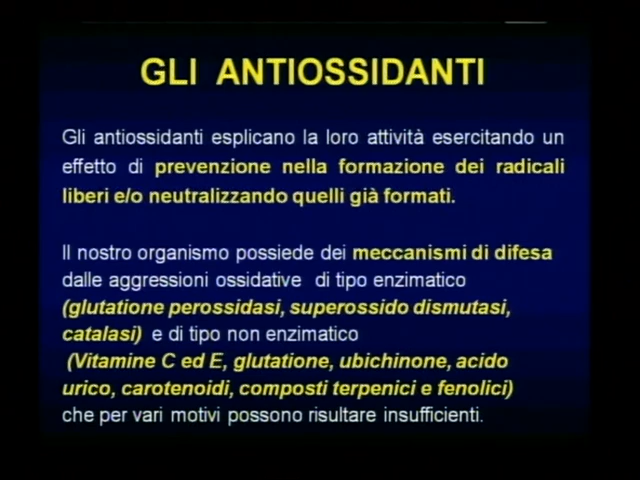 GLI ANTIOSSIDANTI
Gli antiossidanti esplicano la loro attività esercitando un
effetto di prevenzione nella formazione dei radicali
liberi e/o neutralizzando quelli già formati.
Il nostro organismo possiede dei meccanismi di difesa
dalle aggressioni ossidative di tipo enzimatico
(glutatione perossidasi, superossido dismutasi,
catalasi) e di tipo non enzimatico
(Vitamine C ed E, glutatione, ubichinone, acido
urico, carotenoidi, composti terpenici e fenolici)
che per vari motivi possono risultare insufficienti.